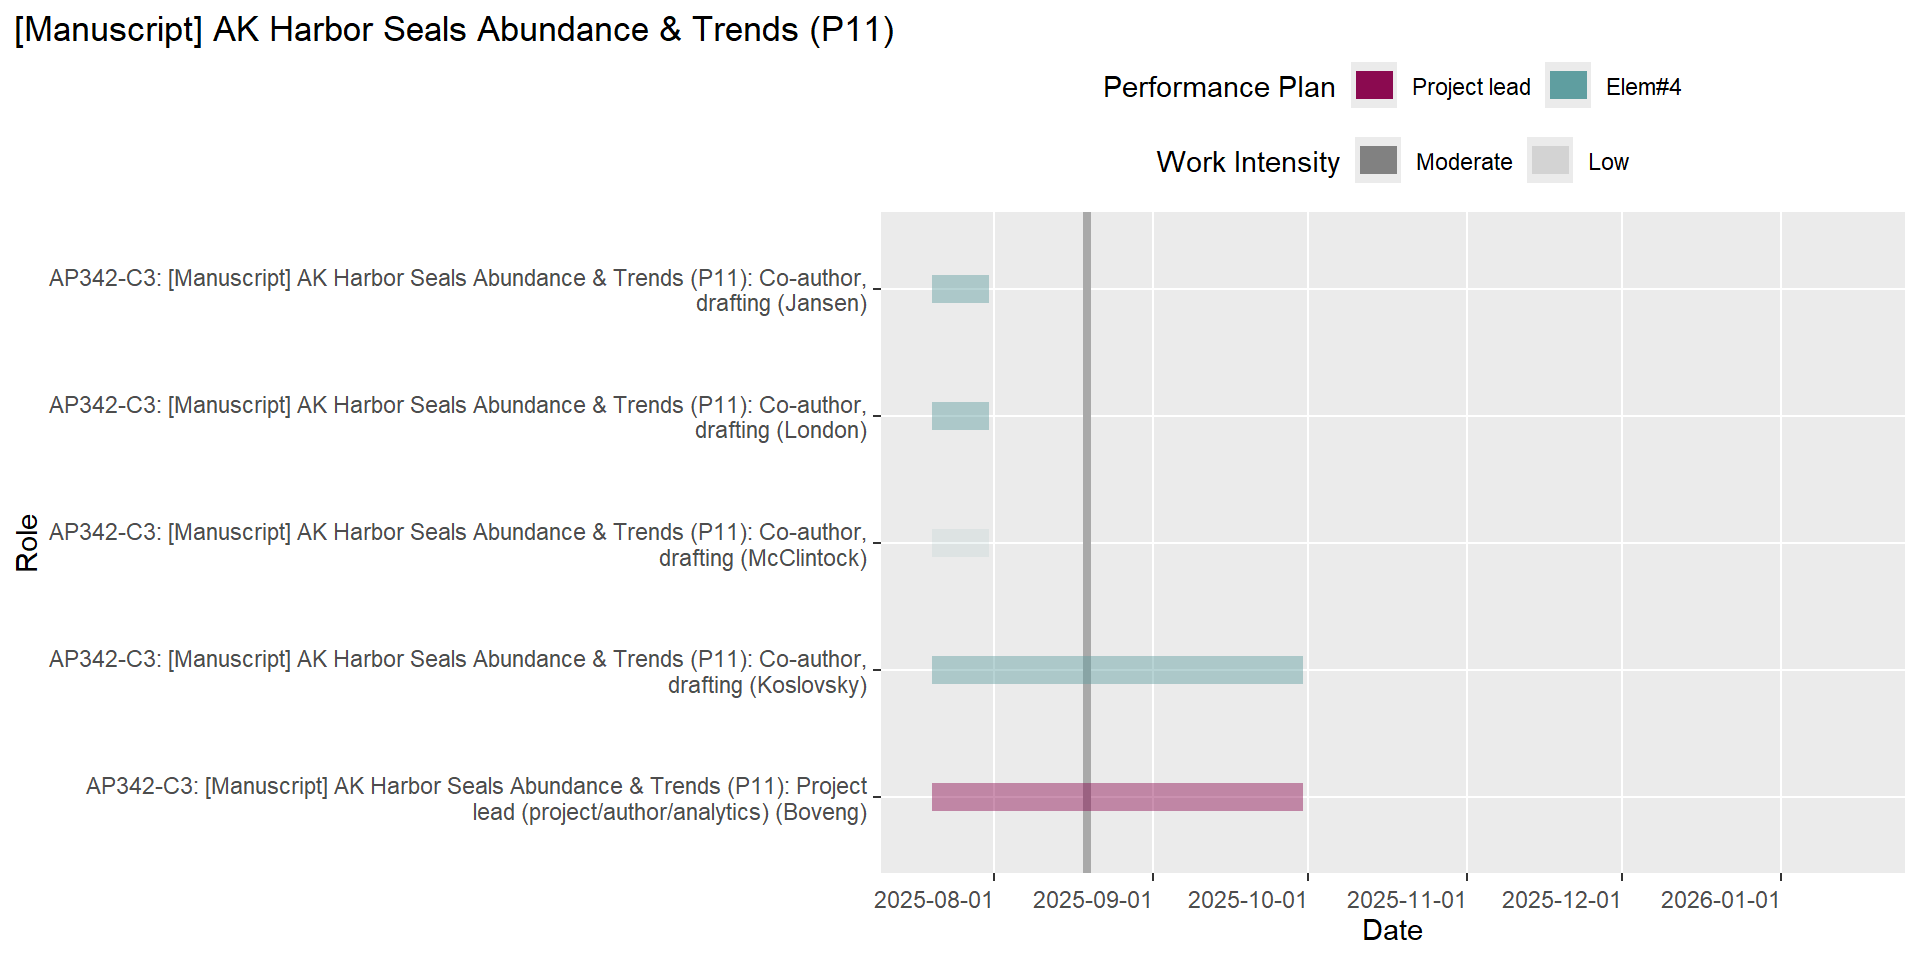 [Manuscript] AK Harbor Seals Abundance & Trends (P11)
Performance Plan Project lead Elem#4
Work Intensity Moderate Low
AP342-C3: [Manuscript] AK Harbor Seals Abundance & Trends (P11): Co-author,
drafting (Jansen)
AP342-C3: [Manuscript] AK Harbor Seals Abundance & Trends (P11): Co-author,
drafting (London)
Role
AP342-C3: [Manuscript] AK Harbor Seals Abundance & Trends (P11): Co-author,
drafting (McClintock)
AP342-C3: [Manuscript] AK Harbor Seals Abundance & Trends (P11): Co-author,
drafting (Koslovsky)
AP342-C3: [Manuscript] AK Harbor Seals Abundance & Trends (P11): Project
lead (project/author/analytics) (Boveng)
2025-08-01 2025-09-01 2025-10-01 2025-11-01 2025-12-01 2026-01-01
Date